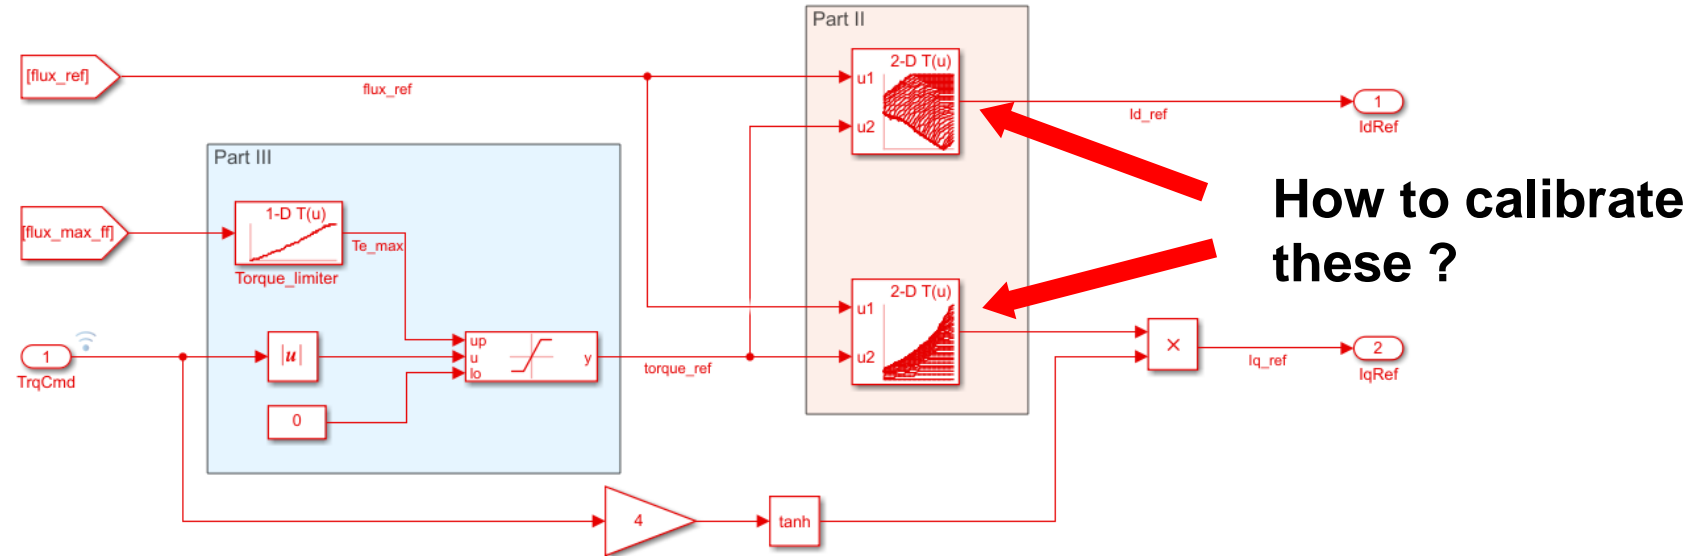 Part II
[flux_ref]
flux_ref
2-D T(u)
u1
u2
Id_ref
1
IdRef
Part III
[flux_max_ff]
1-D T(u)
Te_max
Torque_limiter
How to calibrate
these ?
2-D T(u)
u1
u2
1
TrqCmd
|u|
up
u
lo
y
torque_ref
0
×
Iq_ref
2
IqRef
4
tanh